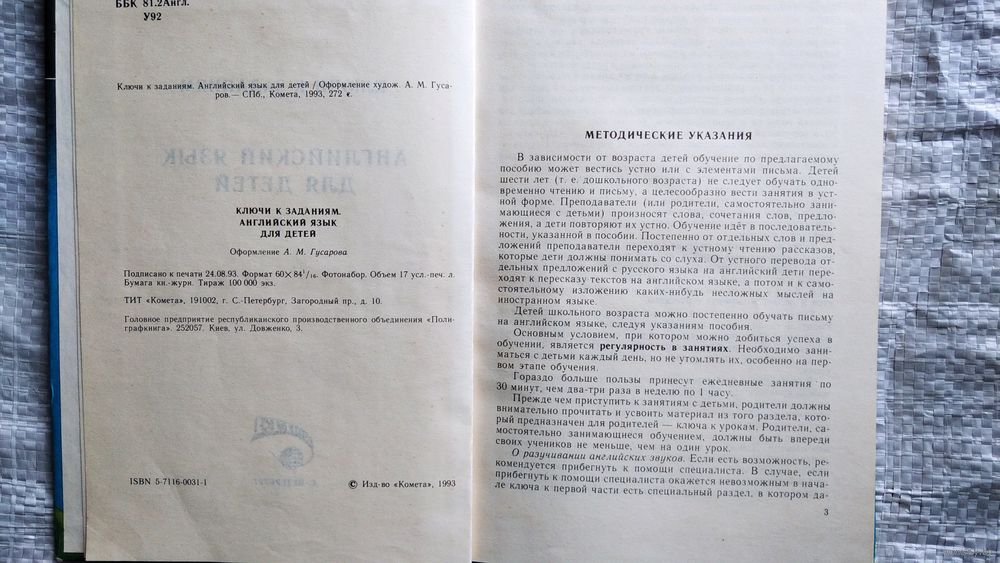 ББК 81.2Англ.
У92
Ключи к заданиям. Английский язык для детей / Оформление худож. А. М. Гуса-
ров.— СПб., Комета, 1993, 272 с.
КЛЮЧИ К ЗАДАНИЯМ.
АНГЛИЙСКИЙ ЯЗЫК
ДЛЯ ДЕТЕЙ
Оформление А. М. Гусарова
Подписано к печати 24.08.93. Формат 60×84¹/₁₆. Фотонабор. Объем 17 усл.-печ. л.
Бумага кн.-журн. Тираж 100 000 экз.
ТИТ «Комета», 191002, г. С.-Петербург, Загородный пр., д. 10.
Головное предприятие республиканского производственного объединения «Поли-
графкнига». 252057. Киев, ул. Довженко, 3.
ISBN 5-7116-0031-1
© Изд-во «Комета», 1993
МЕТОДИЧЕСКИЕ УКАЗАНИЯ
В зависимости от возраста детей обучение по предлагаемому
пособию может вестись устно или с элементами письма. Детей
шести лет (т. е. дошкольного возраста) не следует обучать одно-
временно чтению и письму, а целесообразно вести занятия в ус-
тной форме. Преподаватели (или родители, самостоятельно зани-
мающиеся с детьми) произносят слова, сочетания слов, предло-
жения, а дети повторяют их устно. Обучение идёт в последователь-
ности, указанной в пособии. Постепенно от отдельных слов и пред-
ложений преподаватели переходят к устному чтению рассказов,
которые дети должны понимать со слуха. От устного перевода от-
дельных предложений с русского языка на английский дети пере-
ходят к пересказу текстов на английском языке, а потом и к само-
стоятельному изложению каких-нибудь несложных мыслей на
иностранном языке.
Детей школьного возраста можно постепенно обучать письму
на английском языке, следуя указаниям пособия.
Основным условием, при котором можно добиться успеха в
обучении, является регулярность в занятиях. Необходимо зани-
маться с детьми каждый день, но не утомлять их, особенно на пер-
вом этапе обучения.
Гораздо больше пользы принесут ежедневные занятия по
30 минут, чем два-три раза в неделю по 1 часу.
Прежде чем приступить к занятиям с детьми, родители должны
внимательно прочитать и усвоить материал из того раздела, кото-
рый предназначен для родителей — ключа к урокам. Родители, са-
мостоятельно занимающиеся обучением, должны быть впереди
своих учеников не меньше, чем на один урок.
О разучивании английских звуков. Если есть возможность, ре-
комендуется прибегнуть к помощи специалиста. В случае, если
прибегнуть к помощи специалиста окажется невозможным в нача-
ле ключа к первой части есть специальный раздел, в котором да-
3